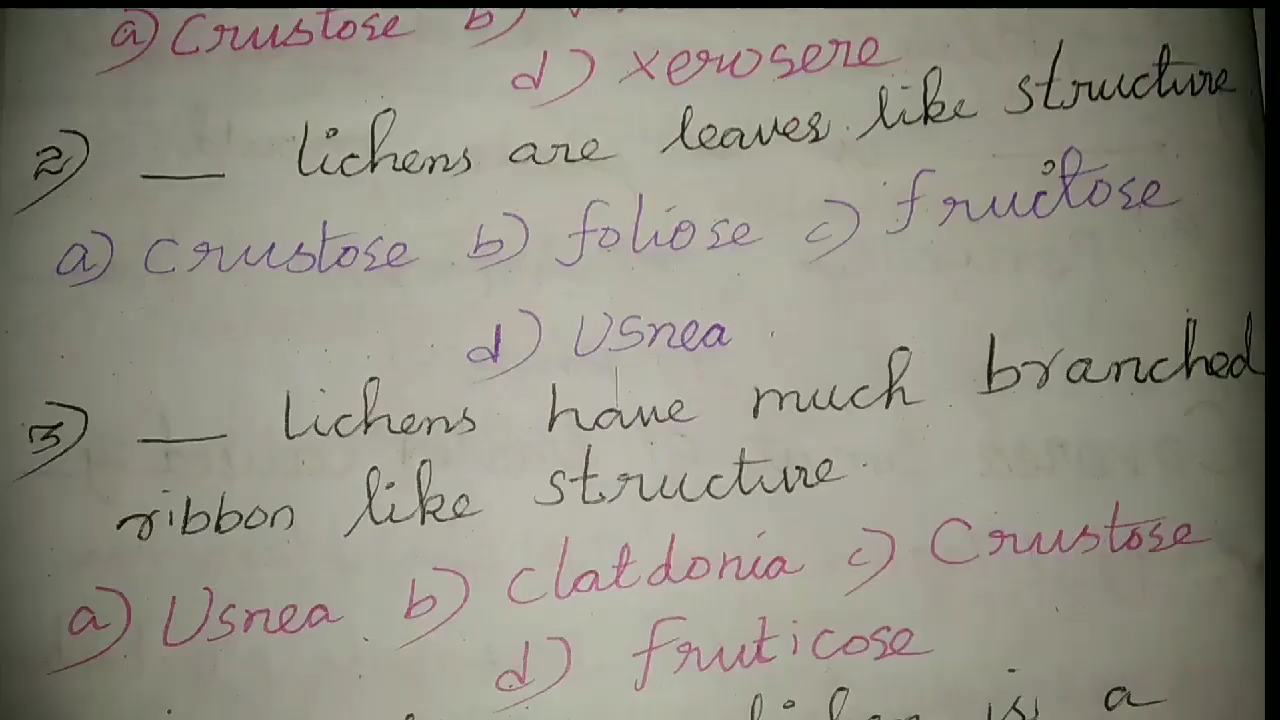 a) Crustose b)
d) xerosere
2) __ lichens are leaves like structure
a) Crustose b) foliose c) fructose
d) Usnea
3) __ lichens have much branched
ribbon like structure.
a) Usnea b) Clatdonia c) Crustose
d) fruticose
is a